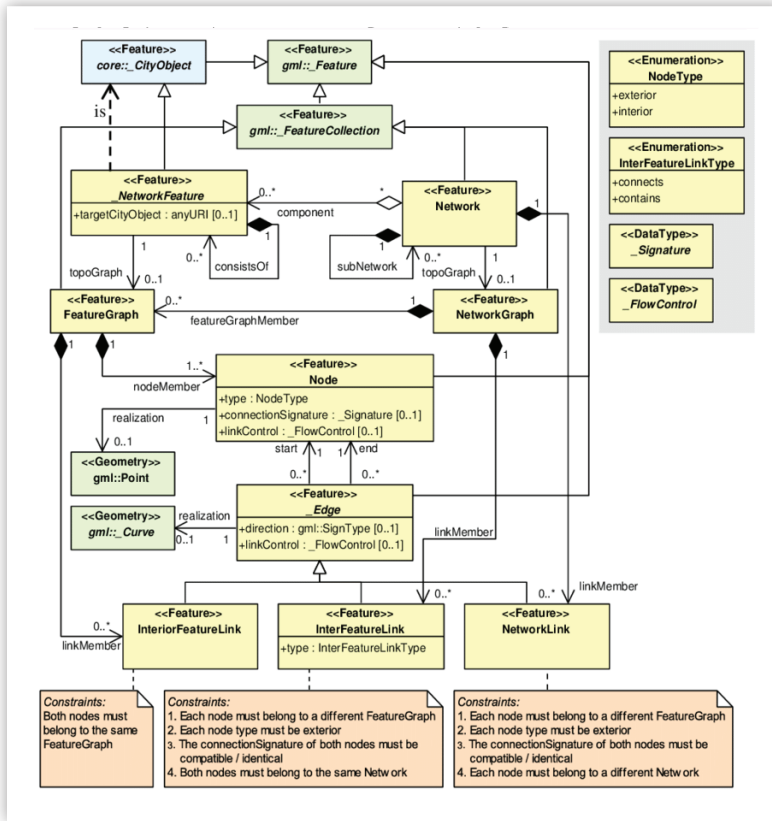 <<Feature>>
core::_CityObject
<<Feature>>
gml::_Feature
<<Enumeration>>
NodeType
+exterior
+interior
is
<<Feature>>
gml::_FeatureCollection
<<Enumeration>>
InterFeatureLinkType
+connects
+contains
<<Feature>>
_NetworkFeature
+targetCityObject : anyURI [0..1]
0..*
component
*
<<Feature>>
Network
1
1
0..*
consistsOf
1
0..*
subNetwork
<<DataType>>
_Signature
<<DataType>>
_FlowControl
1
topoGraph
0..1
topoGraph
1
0..1
<<Feature>>
FeatureGraph
0..*
featureGraphMember
1
<<Feature>>
NetworkGraph
1
1
1
1..*
nodeMember
<<Feature>>
Node
+type : NodeType
+connectionSignature : _Signature [0..1]
+linkControl : _FlowControl [0..1]
realization
1
0..1
<<Geometry>>
gml::Point
start
1
1
end
0..*
0..*
<<Geometry>>
gml::_Curve
realization
0..1
1
<<Feature>>
_Edge
+direction : gml::SignType [0..1]
+linkControl : _FlowControl [0..1]
linkMember
linkMember
0..*
0..*
0..*
linkMember
<<Feature>>
InteriorFeatureLink
<<Feature>>
InterFeatureLink
+type : InterFeatureLinkType
<<Feature>>
NetworkLink
Constraints:
Both nodes must
belong to the same
FeatureGraph
Constraints:
1. Each node must belong to a different FeatureGraph
2. Each node type must be exterior
3. The connectionSignature of both nodes must be
compatible / identical
4. Both nodes must belong to the same Network
Constraints:
1. Each node must belong to a different FeatureGraph
2. Each node type must be exterior
3. The connectionSignature of both nodes must be
compatible / identical
4. Each node must belong to a different Network